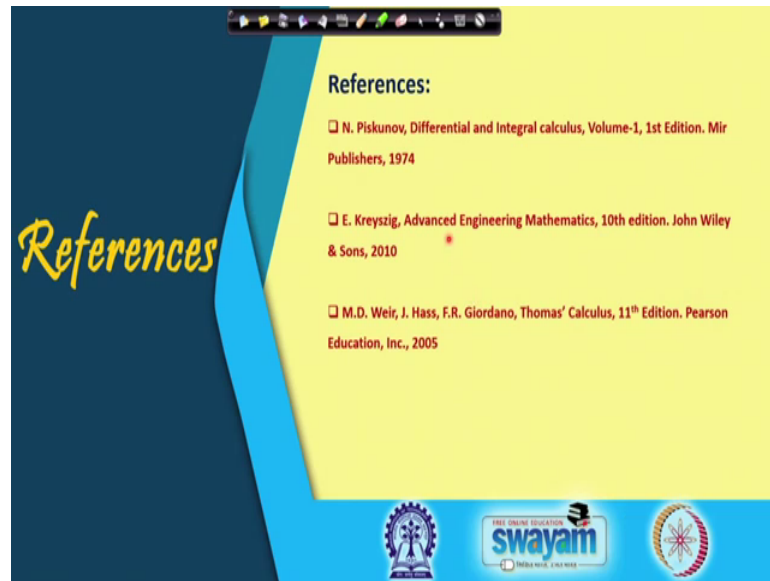 References:
❑ N. Piskunov, Differential and Integral calculus, Volume-1, 1st Edition. Mir
Publishers, 1974
❑ E. Kreyszig, Advanced Engineering Mathematics, 10th edition. John Wiley
& Sons, 2010
❑ M.D. Weir, J. Hass, F.R. Giordano, Thomas' Calculus, 11th Edition. Pearson
Education, Inc., 2005
References
FREE ONLINE EDUCATION
swayam